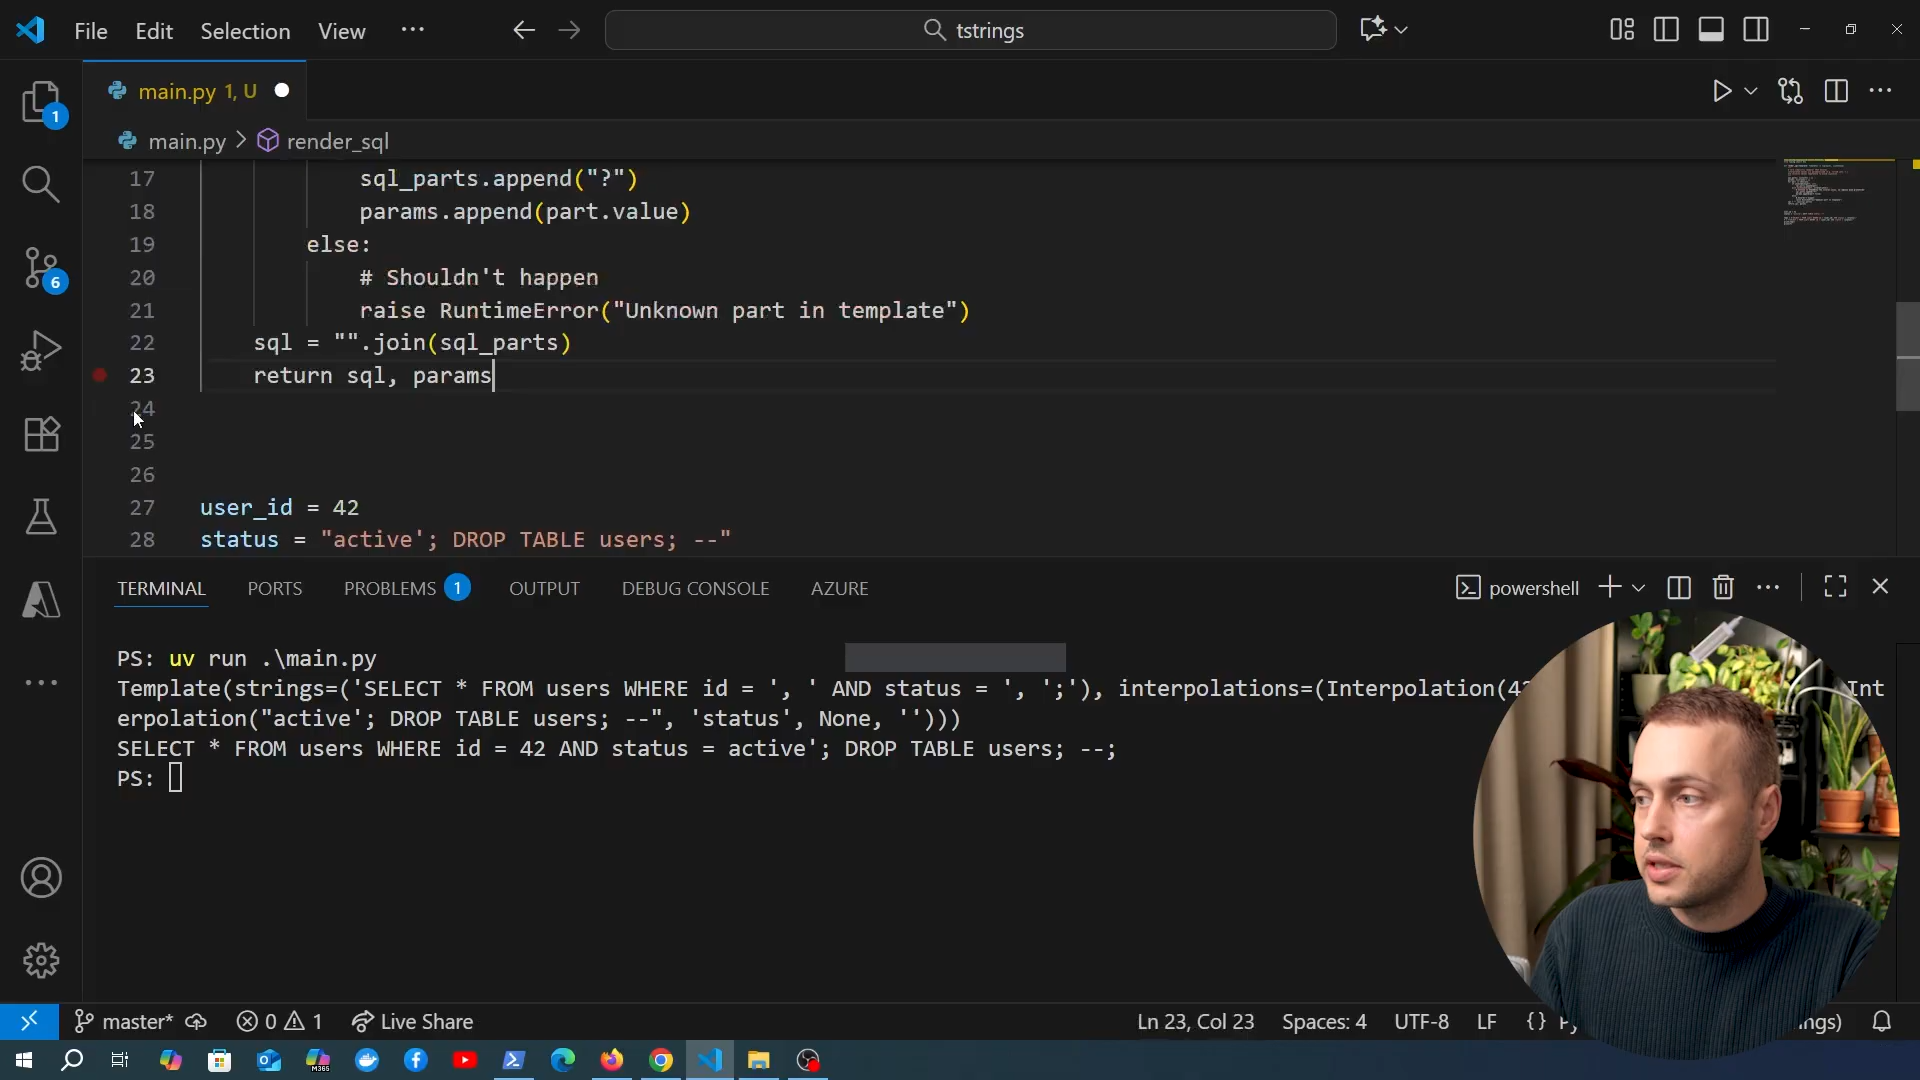 File Edit Selection View ···
tstrings
main.py 1, U
main.py > render_sql
1
6
17 sql_parts.append("?")
18 params.append(part.value)
19 else:
20 # Shouldn't happen
21 raise RuntimeError("Unknown part in template")
22 sql = "".join(sql_parts)
23 return sql, params
24
25
26
27 user_id = 42
28 status = "active'; DROP TABLE users; --"
TERMINAL PORTS PROBLEMS 1 OUTPUT DEBUG CONSOLE AZURE
powershell
PS: uv run .\main.py
Template(strings=('SELECT * FROM users WHERE id = ', ' AND status = ', ';'), interpolations=(Interpolation(42 Int
erpolation("active'; DROP TABLE users; --", 'status', None, '')))
SELECT * FROM users WHERE id = 42 AND status = active'; DROP TABLE users; --;
PS:
master* 0 1 Live Share
Ln 23, Col 23 Spaces: 4 UTF-8 LF {}
M365